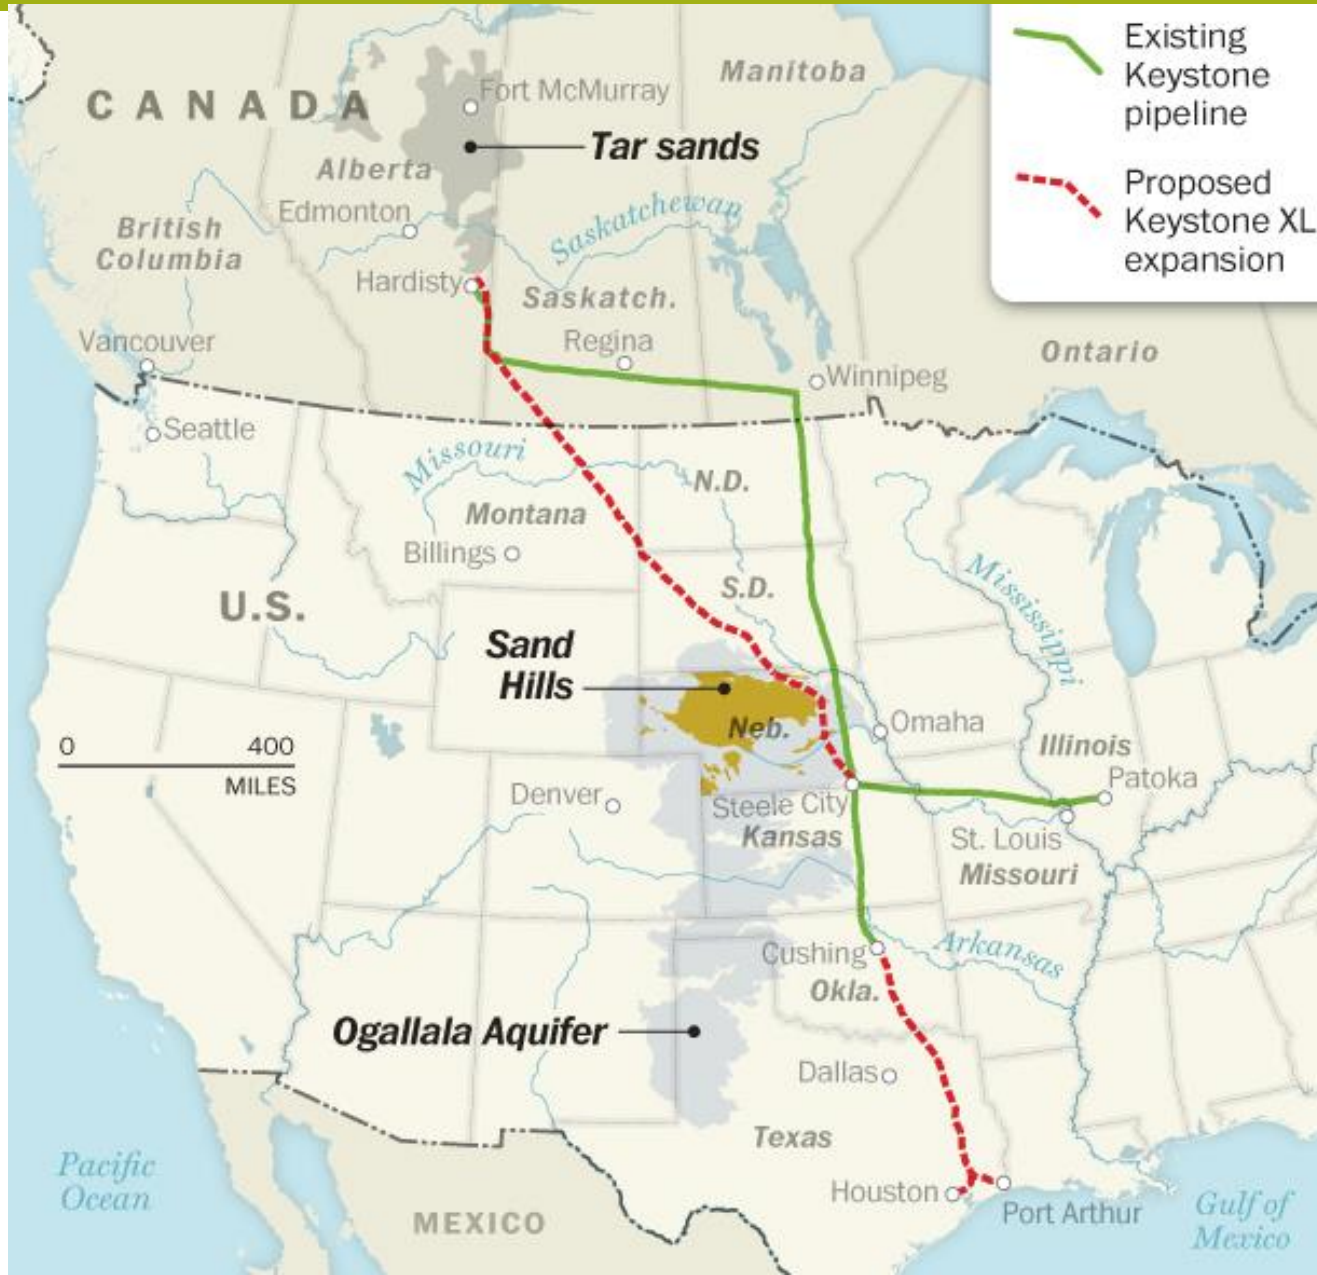 Existing
Keystone
pipeline
Proposed
Keystone XL
expansion
CANADA
Fort McMurray
Manitoba
Tar sands
Alberta
Edmonton
Saskatchewan
British
Columbia
Hardisty
Saskatch.
Vancouver
Regina
Ontario
Winnipeg
Seattle
Missouri
N.D.
Montana
Billings
Mississippi
S.D.
U.S.
Sand
Hills
Neb.
Omaha
0 400
MILES
Illinois
Patoka
Denver
Steele City
Kansas
St. Louis
Missouri
Cushing
Arkansas
Okla.
Ogallala Aquifer
Dallas
Texas
Pacific
Ocean
Houston
Port Arthur
MEXICO
Gulf of
Mexico